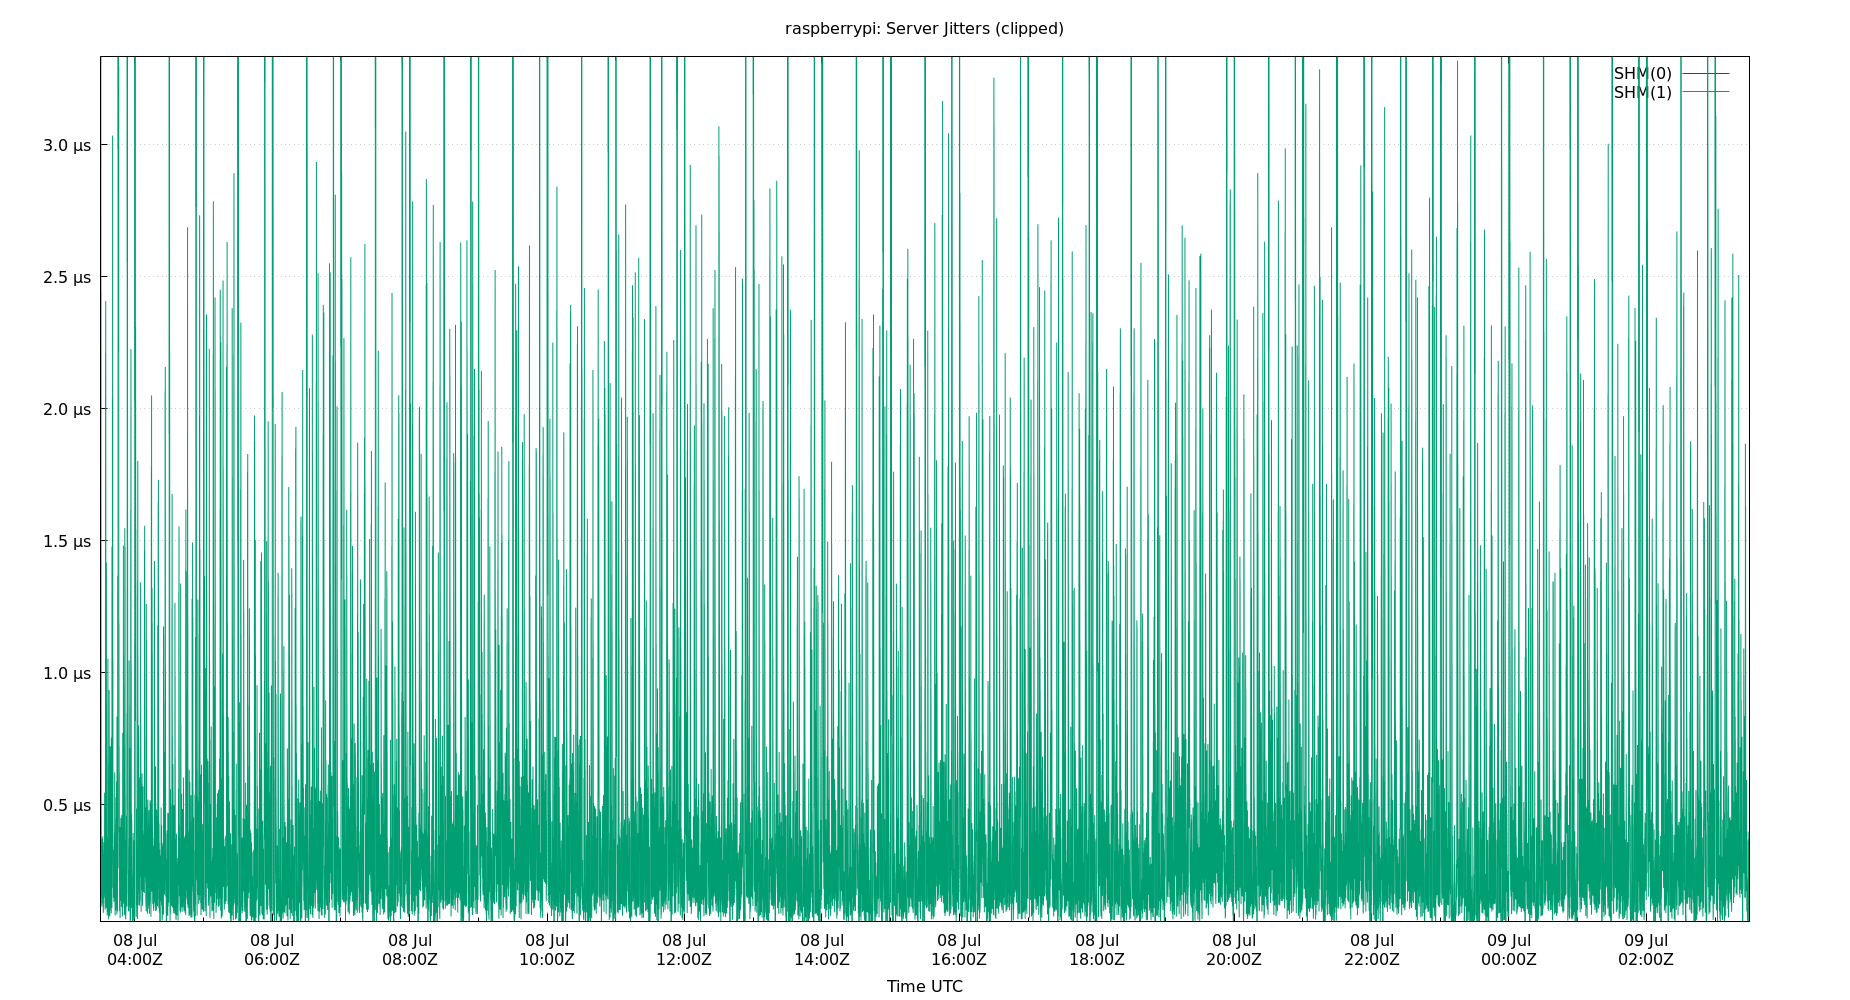 raspberrypi: Server Jitters (clipped)
SHM(0)
SHM(1)
3.0 µs
2.5 µs
2.0 µs
1.5 µs
1.0 µs
0.5 µs
08 Jul 08 Jul 08 Jul 08 Jul 08 Jul 08 Jul 08 Jul 08 Jul 08 Jul 08 Jul 09 Jul 09 Jul
04:00Z 06:00Z 08:00Z 10:00Z 12:00Z 14:00Z 16:00Z 18:00Z 20:00Z 22:00Z 00:00Z 02:00Z
Time UTC